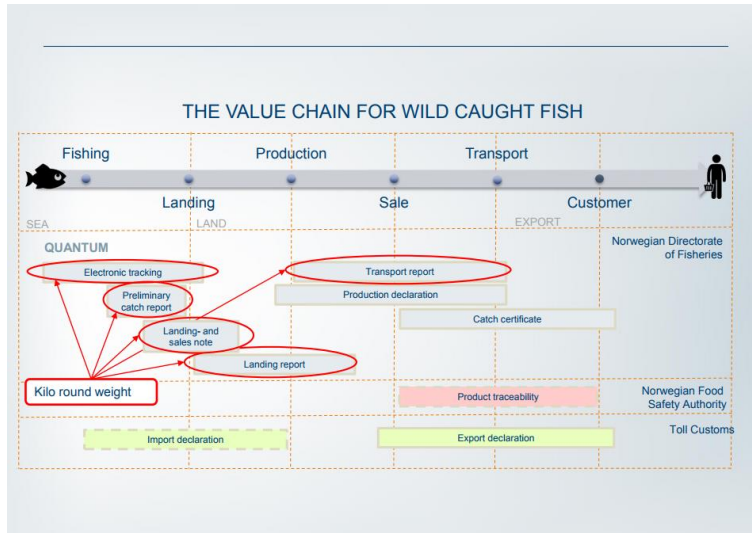 THE VALUE CHAIN FOR WILD CAUGHT FISH
Fishing
Production
Transport
Landing
Sale
Customer
SEA
LAND
EXPORT
QUANTUM
Norwegian Directorate
of Fisheries
Electronic tracking
Transport report
Preliminary
catch report
Production declaration
Landing- and
sales note
Catch certificate
Landing report
Kilo round weight
Product traceability
Norwegian Food
Safety Authority
Toll Customs
Import declaration
Export declaration